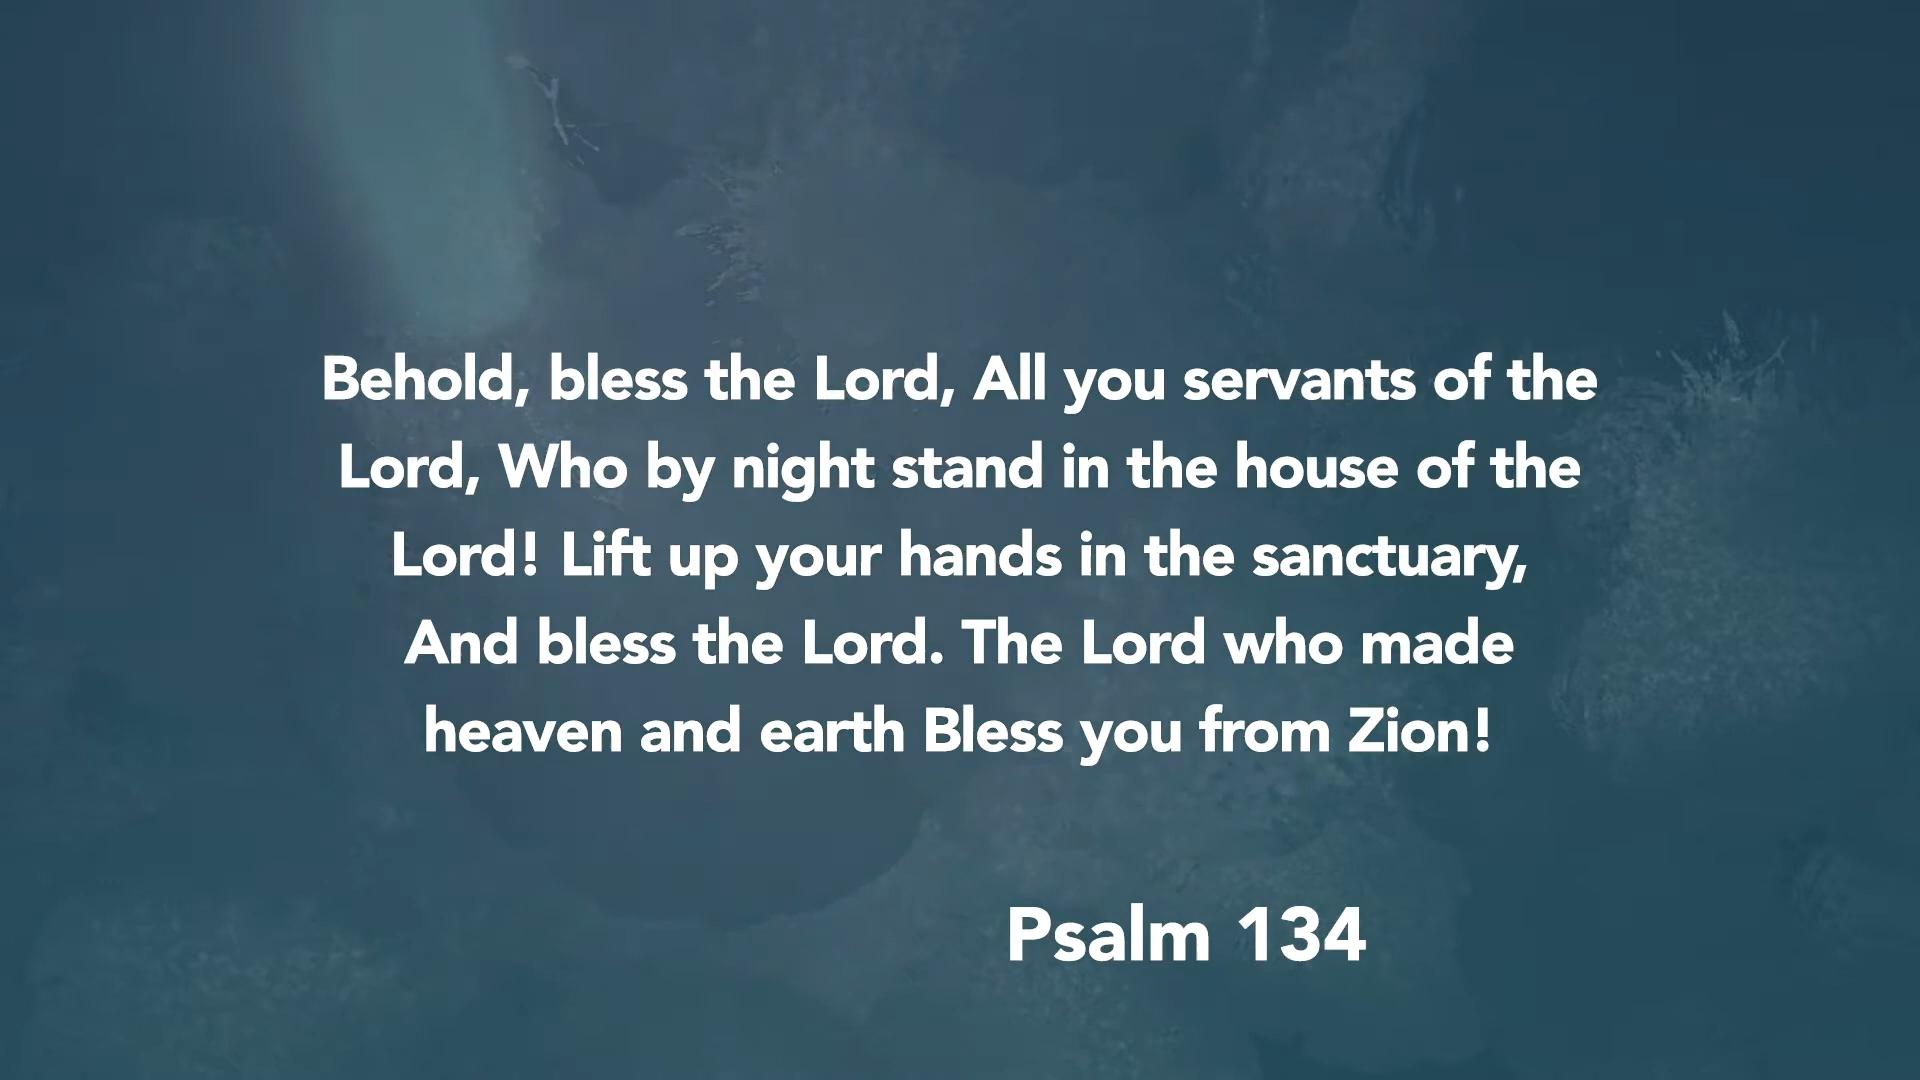 Behold, bless the Lord, All you servants of the
Lord, Who by night stand in the house of the
Lord! Lift up your hands in the sanctuary,
And bless the Lord. The Lord who made
heaven and earth Bless you from Zion!
Psalm 134